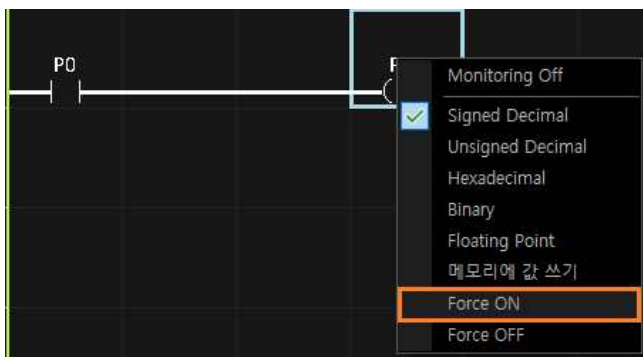 P0
P
Monitoring Off
Signed Decimal
Unsigned Decimal
Hexadecimal
Binary
Floating Point
메모리에 값 쓰기
Force ON
Force OFF